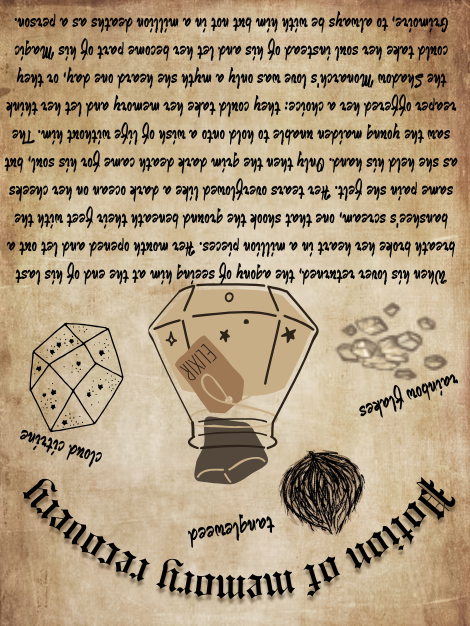 Potion of memory recovery
tangleweed
cloud citrine
rainbow flakes
ELIXIR
When his lover returned, the agony of seeing him at the end of his last
breath broke her heart in a million pieces. Her mouth opened and let out a
banshee's scream, one that shook the ground beneath their feet with the
same pain she felt. Her tears overflowed like a dark ocean on her cheeks
as she held his hand. Only then the grim dark death came for his soul, but
saw the young maiden unable to hold onto a wish of life without him. The
reaper offered her a choice: they could take her memory and let her think
the Shadow Monarch's love was only a myth she heard one day, or they
could take her soul instead of his and let her become part of his Magic
Grimoire, to always be with him but not in a million deaths as a person.